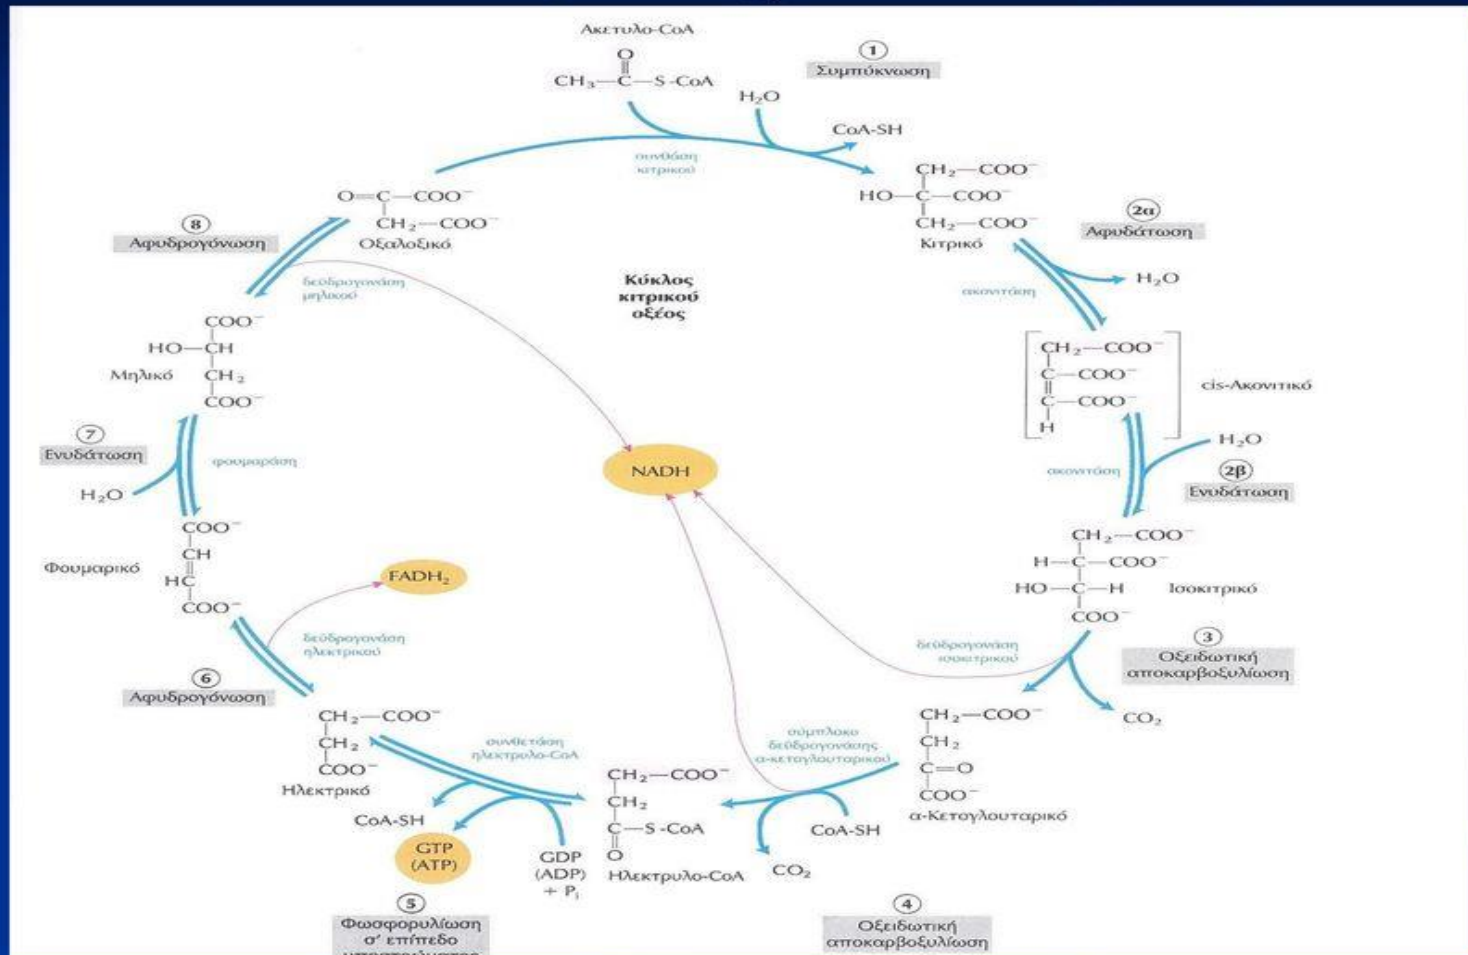 Ακετυλο-CoA
O
CH₃—C—S-CoA
H₂O
CoA-SH
συνθάση
κιτρικού
1
Συμπύκνωση
CH₂—COO⁻
HO—C—COO⁻
CH₂—COO⁻
Κιτρικό
2α
Αφυδάτωση
H₂O
ακονιτάση
CH₂—COO⁻
C—COO⁻
C—COO⁻
H
cis-Ακονιτικό
ακονιτάση
H₂O
2β
Ενυδάτωση
CH₂—COO⁻
H—C—COO⁻
HO—C—H
COO⁻
Ισοκιτρικό
3
Οξειδωτική
αποκαρβοξυλίωση
δεϋδρογονάση
ισοκιτρικού
CO₂
CH₂—COO⁻
CH₂
C=O
COO⁻
α-Κετογλουταρικό
σύμπλοκο
δεϋδρογονάσης
α-κετογλουταρικού
CoA-SH
CO₂
4
Οξειδωτική
αποκαρβοξυλίωση
CH₂—COO⁻
CH₂
C—S-CoA
O
Ηλεκτρυλο-CoA
συνθετάση
ηλεκτρυλο-CoA
GDP
(ADP)
+ Pᵢ
CoA-SH
GTP
(ATP)
5
Φωσφορυλίωση
σ' επίπεδο
CH₂—COO⁻
CH₂
COO⁻
Ηλεκτρικό
6
Αφυδρογόνωση
δεϋδρογονάση
ηλεκτρικού
FADH₂
COO⁻
CH
HC
COO⁻
Φουμαρικό
7
Ενυδάτωση
H₂O
φουμαράση
COO⁻
HO—CH
CH₂
COO⁻
Μηλικό
8
Αφυδρογόνωση
δεϋδρογονάση
μηλικού
O=C—COO⁻
CH₂—COO⁻
Οξαλοξικό
Κύκλος
κιτρικού
οξέος
NADH